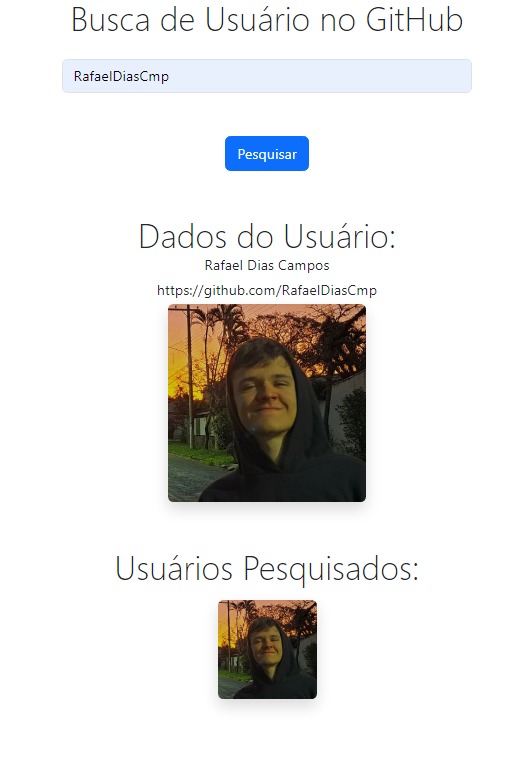 Busca de Usuário no GitHub
RafaelDiasCmp
Pesquisar
Dados do Usuário:
Rafael Dias Campos
https://github.com/RafaelDiasCmp
Usuários Pesquisados: